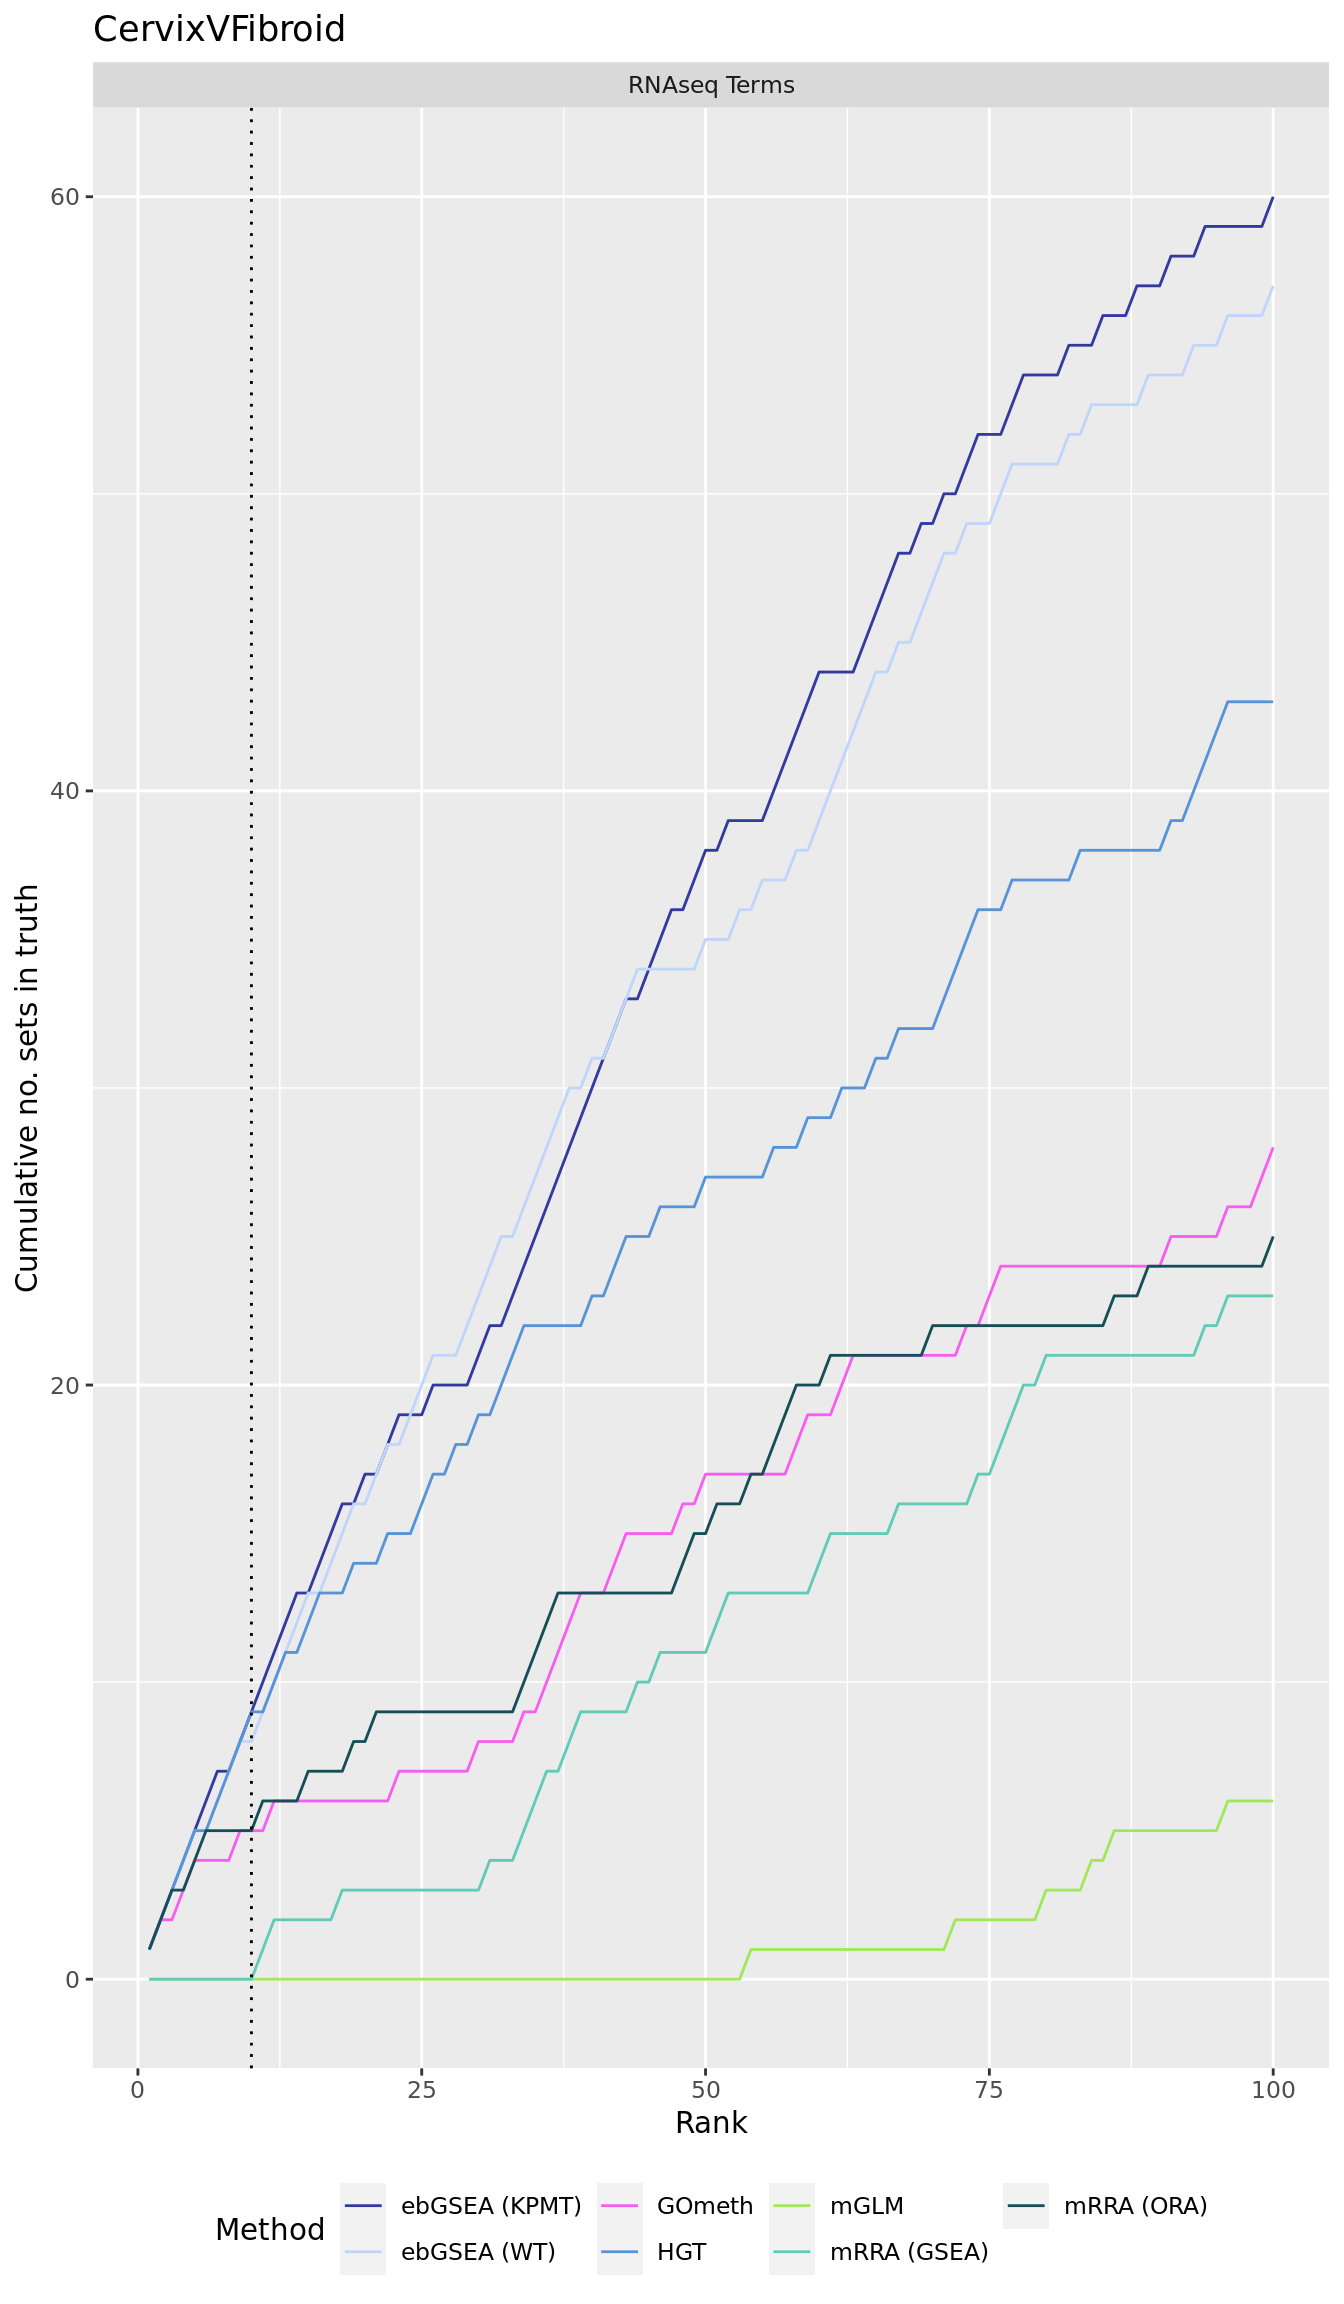 CervixVFibroid
RNAseq Terms
60
40
20
0
Cumulative no. sets in truth
0 25 50 75 100
Rank
Method
ebGSEA (KPMT) GOmeth mGLM mRRA (ORA)
ebGSEA (WT) HGT mRRA (GSEA)